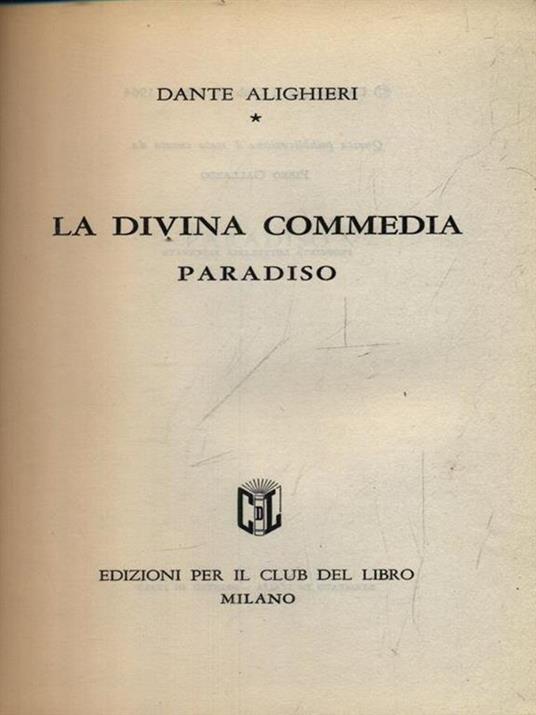 DANTE ALIGHIERI
★
LA DIVINA COMMEDIA
PARADISO
CDL
EDIZIONI PER IL CLUB DEL LIBRO
MILANO